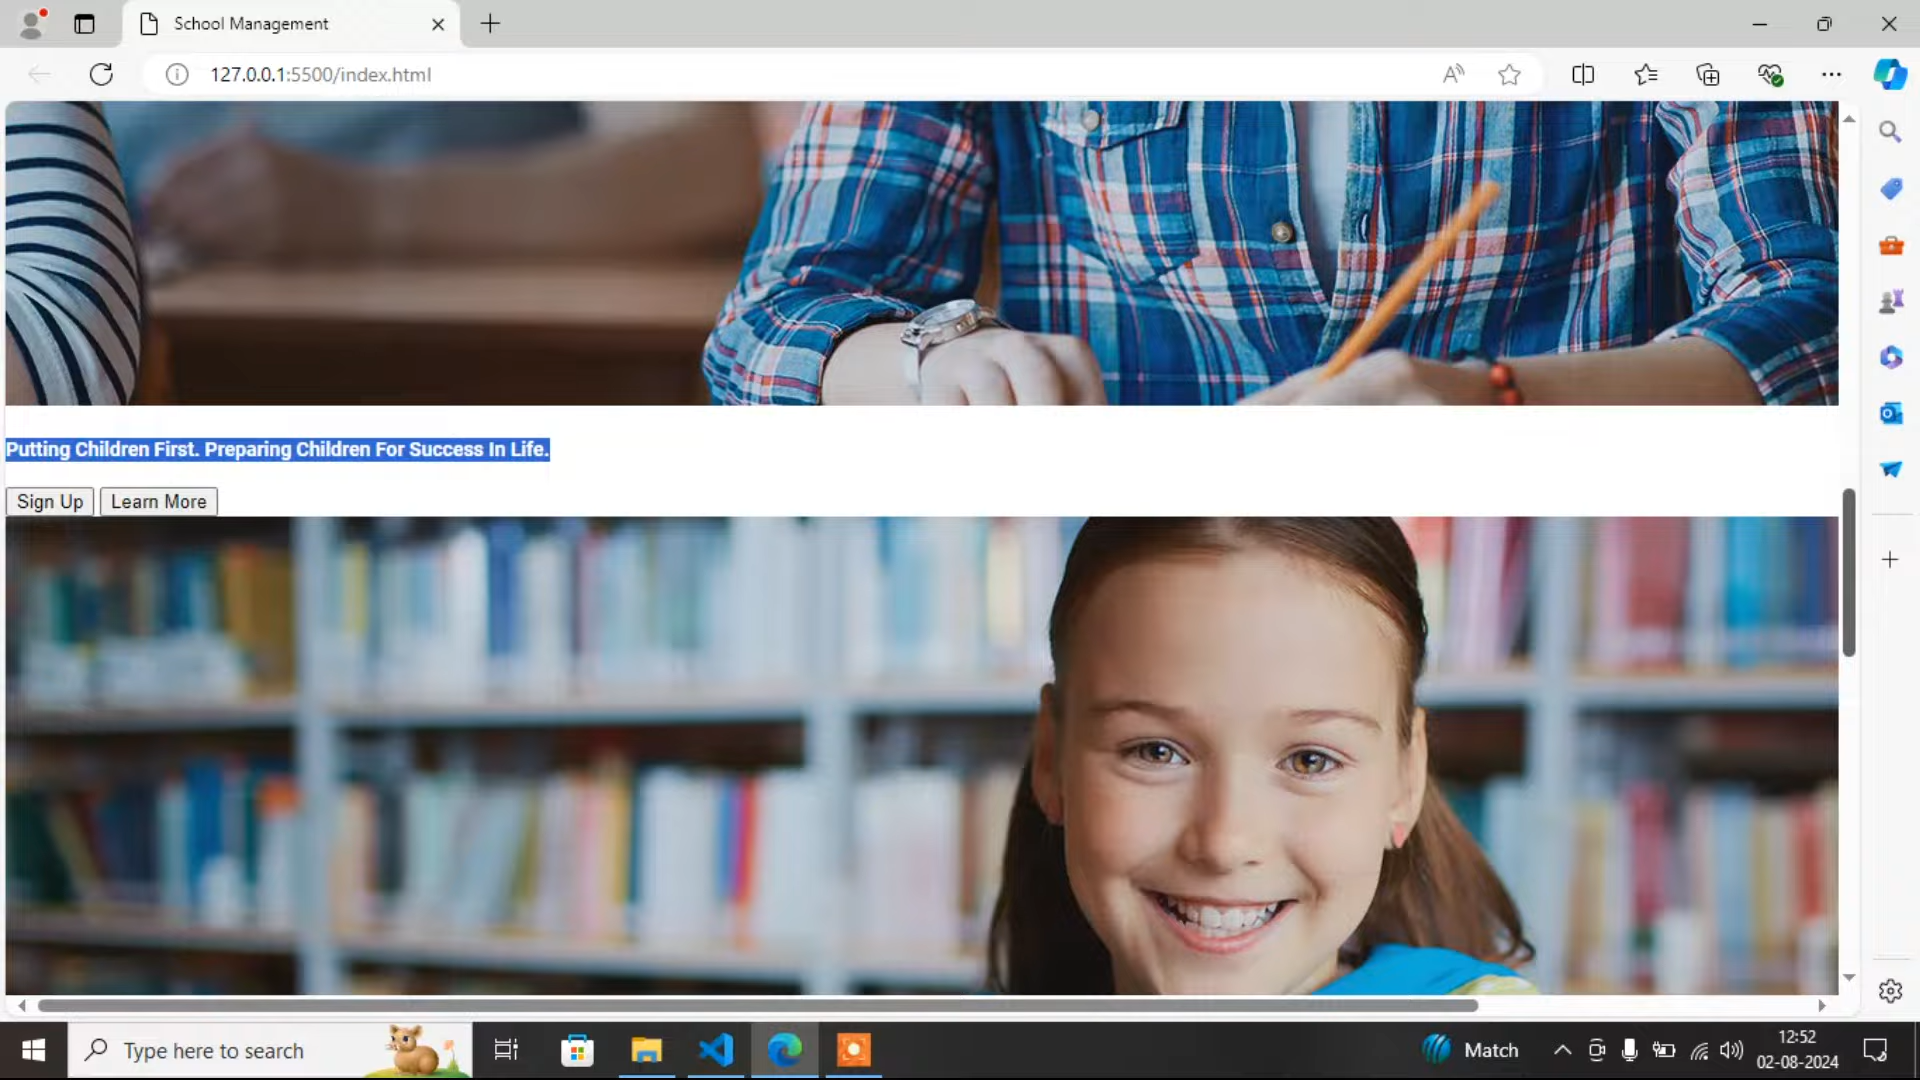 School Management
127.0.0.1:5500/index.html
Putting Children First. Preparing Children For Success In Life.
Sign Up Learn More
Type here to search
Match
12:52
02-08-2024